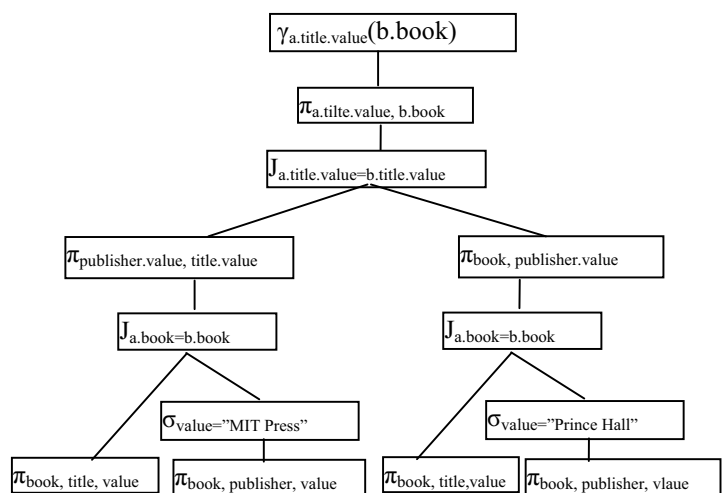 γa.title.value(b.book)
πa.tilte.value, b.book
Ja.title.value=b.title.value
πpublisher.value, title.value
πbook, publisher.value
Ja.book=b.book
Ja.book=b.book
σvalue=”MIT Press”
σvalue=”Prince Hall”
πbook, title, value
πbook, publisher, value
πbook, title,value
πbook, publisher, vlaue